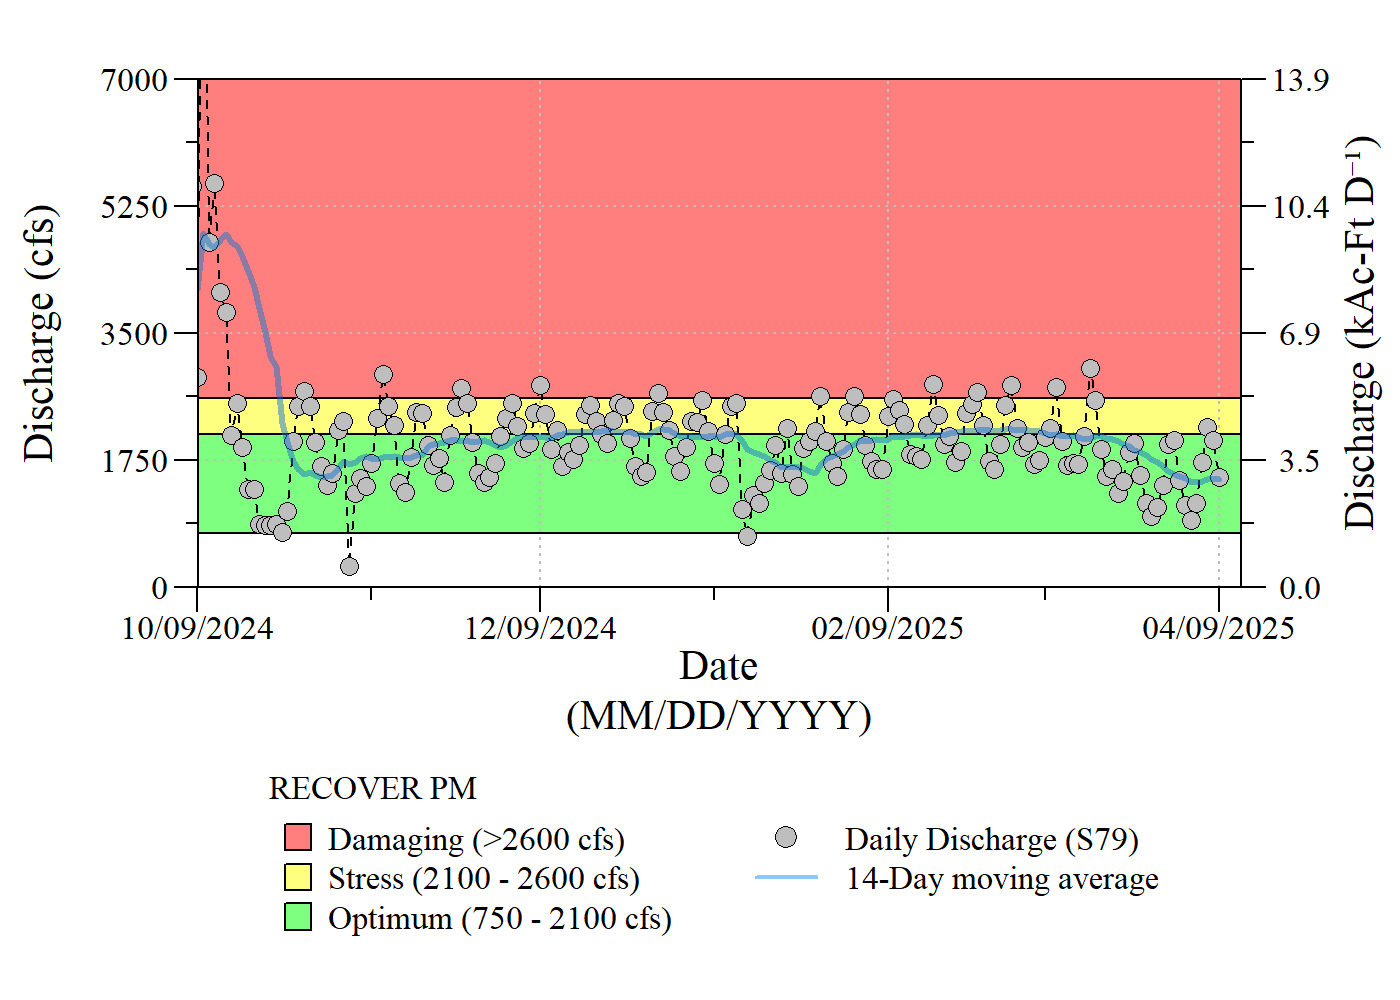 7000
5250
3500
1750
0
Discharge (cfs)
13.9
10.4
6.9
3.5
0.0
Discharge (kAc-Ft D⁻¹)
10/09/2024
12/09/2024
02/09/2025
04/09/2025
Date
(MM/DD/YYYY)
RECOVER PM
Damaging (>2600 cfs)
Stress (2100 - 2600 cfs)
Optimum (750 - 2100 cfs)
Daily Discharge (S79)
14-Day moving average